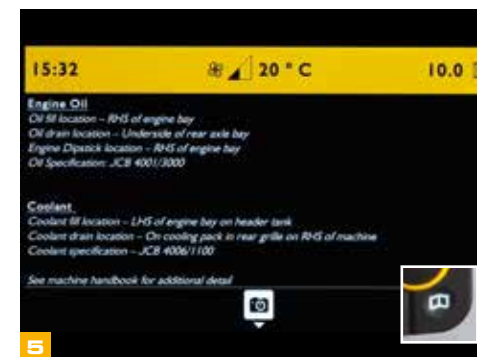 15:32 20 ° C 10.0
Engine Oil
Oil fill location – RHS of engine bay
Oil drain location – Underside of rear axle bay
Engine Dipstick location – RHS of engine bay
Oil Specification: JCB 4001/3000
Coolant
Coolant fill location – LHS of engine bay on header tank
Coolant drain location – On cooling pack in rear grille on RHS of machine
Coolant specification – JCB 4006/1100
See machine handbook for additional detail
5